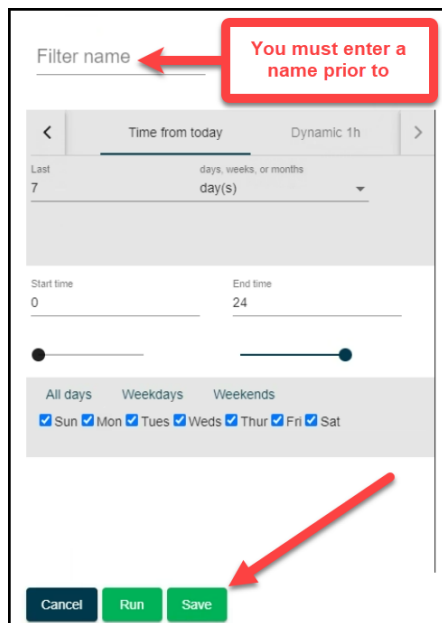 Filter name
You must enter a
name prior to
Time from today
Dynamic 1h
Last
days, weeks, or months
7
day(s)
Start time
End time
0
24
All days Weekdays Weekends
Sun Mon Tues Weds Thur Fri Sat
Cancel Run Save